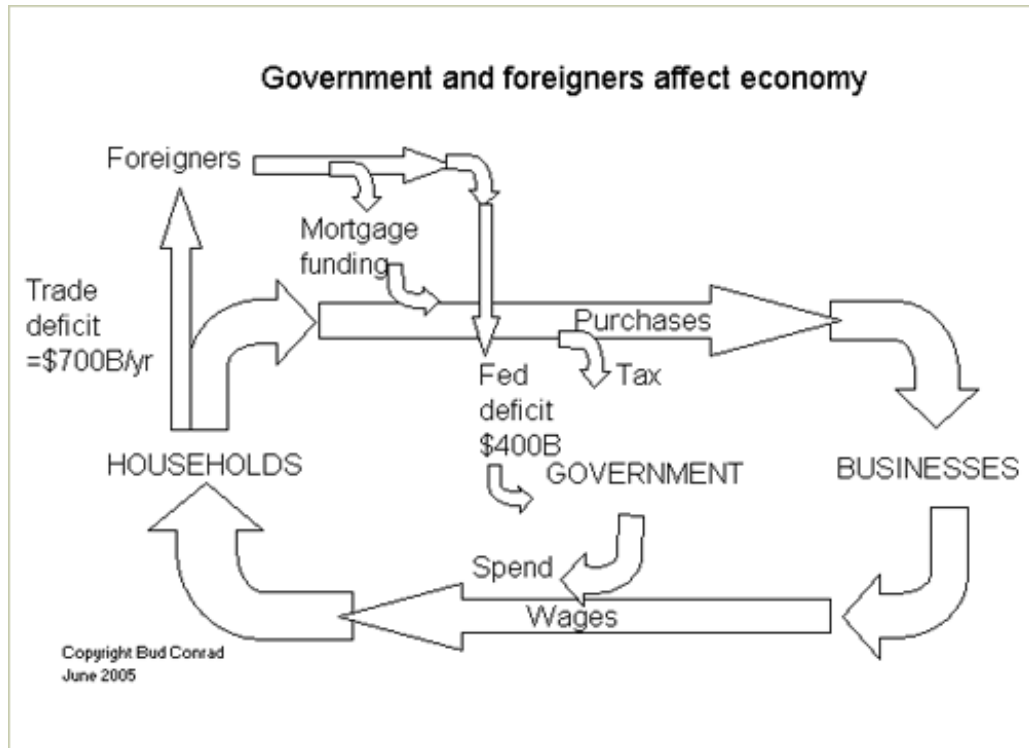 Government and foreigners affect economy
Foreigners
Mortgage
funding
Trade
deficit
=$700B/yr
Purchases
Fed
deficit
$400B
Tax
HOUSEHOLDS
GOVERNMENT
BUSINESSES
Spend
Wages
Copyright Bud Conrad
June 2005